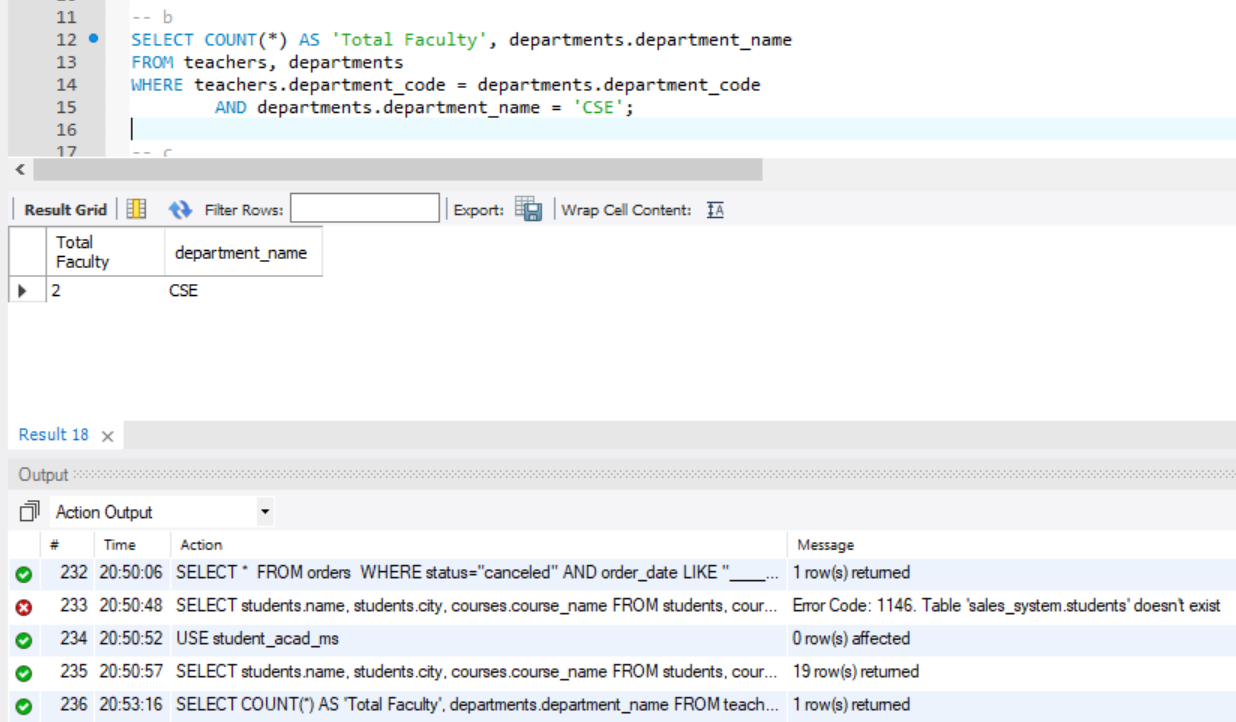 11 -- b
12 SELECT COUNT(*) AS 'Total Faculty', departments.department_name
13 FROM teachers, departments
14 WHERE teachers.department_code = departments.department_code
15 AND departments.department_name = 'CSE';
16
17 -- c
Result Grid Filter Rows: Export: Wrap Cell Content: IA
Total Faculty department_name
2 CSE
Result 18 ×
Output
Action Output
# Time Action Message
232 20:50:06 SELECT * FROM orders WHERE status="canceled" AND order_date LIKE "____... 1 row(s) returned
233 20:50:48 SELECT students.name, students.city, courses.course_name FROM students, cour... Error Code: 1146. Table 'sales_system.students' doesn't exist
234 20:50:52 USE student_acad_ms 0 row(s) affected
235 20:50:57 SELECT students.name, students.city, courses.course_name FROM students, cour... 19 row(s) returned
236 20:53:16 SELECT COUNT(*) AS 'Total Faculty', departments.department_name FROM teach... 1 row(s) returned